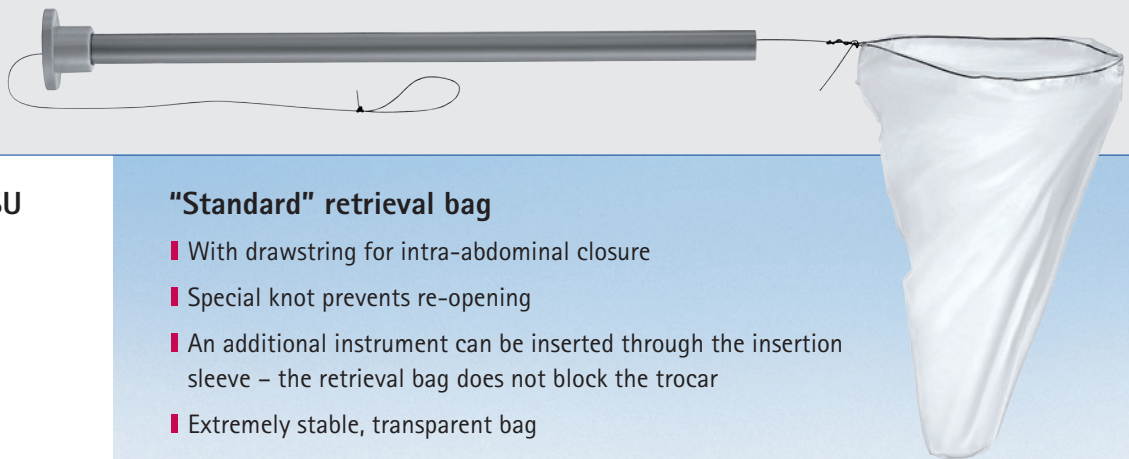 "Standard" retrieval bag
With drawstring for intra-abdominal closure
Special knot prevents re-opening
An additional instrument can be inserted through the insertion
sleeve – the retrieval bag does not block the trocar
Extremely stable, transparent bag